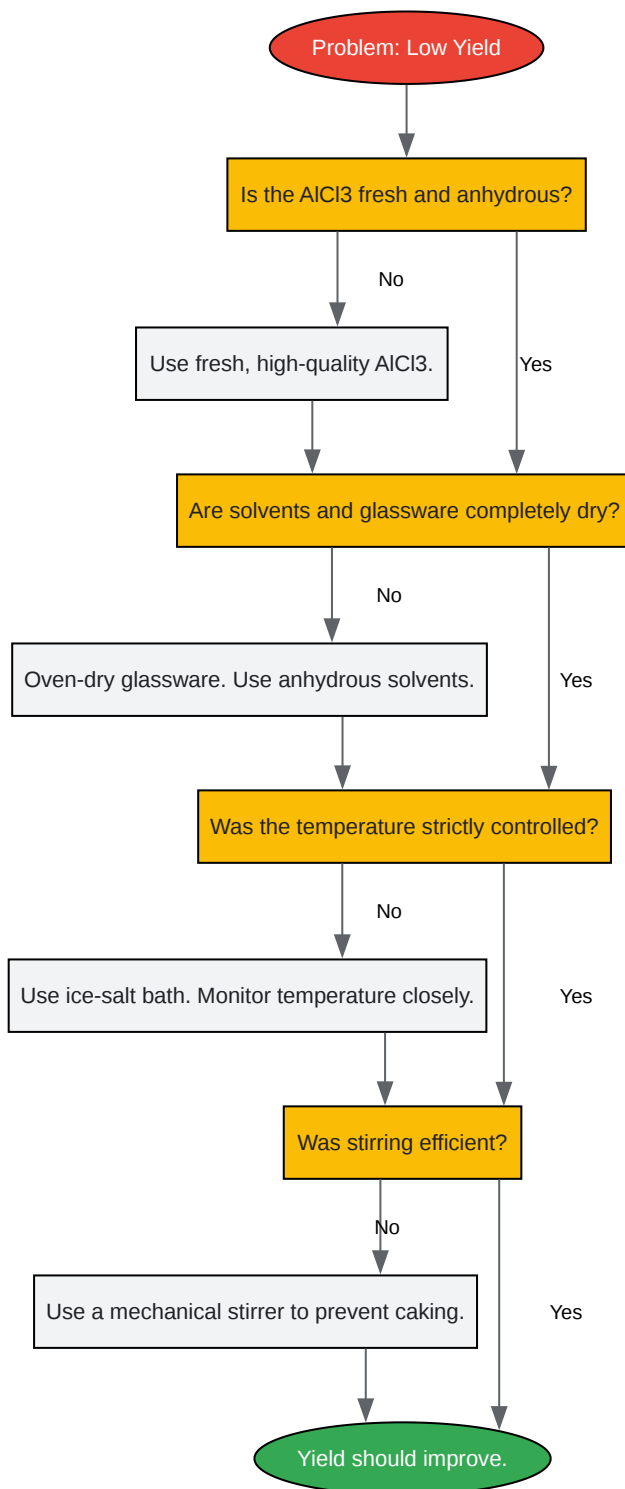 Problem: Low Yield
Is the AlCl3 fresh and anhydrous?
No
Use fresh, high-quality AlCl3.
Yes
Are solvents and glassware completely dry?
No
Oven-dry glassware. Use anhydrous solvents.
Yes
Was the temperature strictly controlled?
No
Use ice-salt bath. Monitor temperature closely.
Yes
Was stirring efficient?
No
Use a mechanical stirrer to prevent caking.
Yes
Yield should improve.